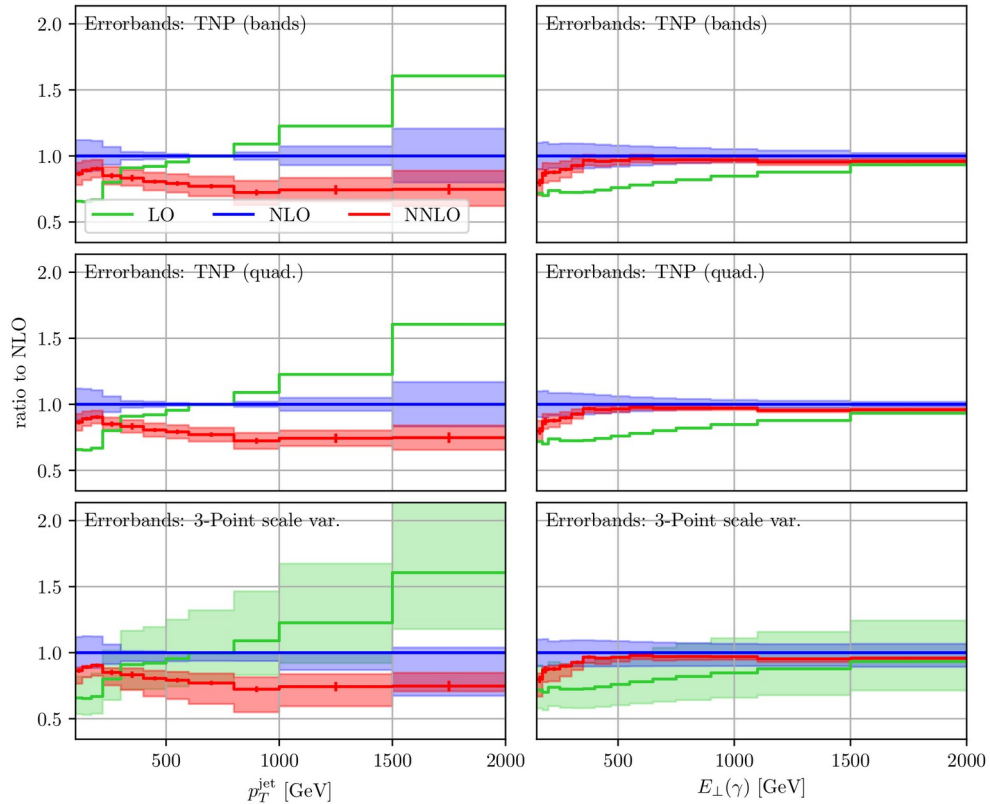 Errorbands: TNP (bands)
Errorbands: TNP (bands)
2.0
1.5
1.0
0.5
LO
NLO
NNLO
Errorbands: TNP (quad.)
Errorbands: TNP (quad.)
2.0
1.5
1.0
0.5
ratio to NLO
Errorbands: 3-Point scale var.
Errorbands: 3-Point scale var.
2.0
1.5
1.0
0.5
500 1000 1500 2000
500 1000 1500 2000
p_T^jet [GeV]
E_⊥(γ) [GeV]